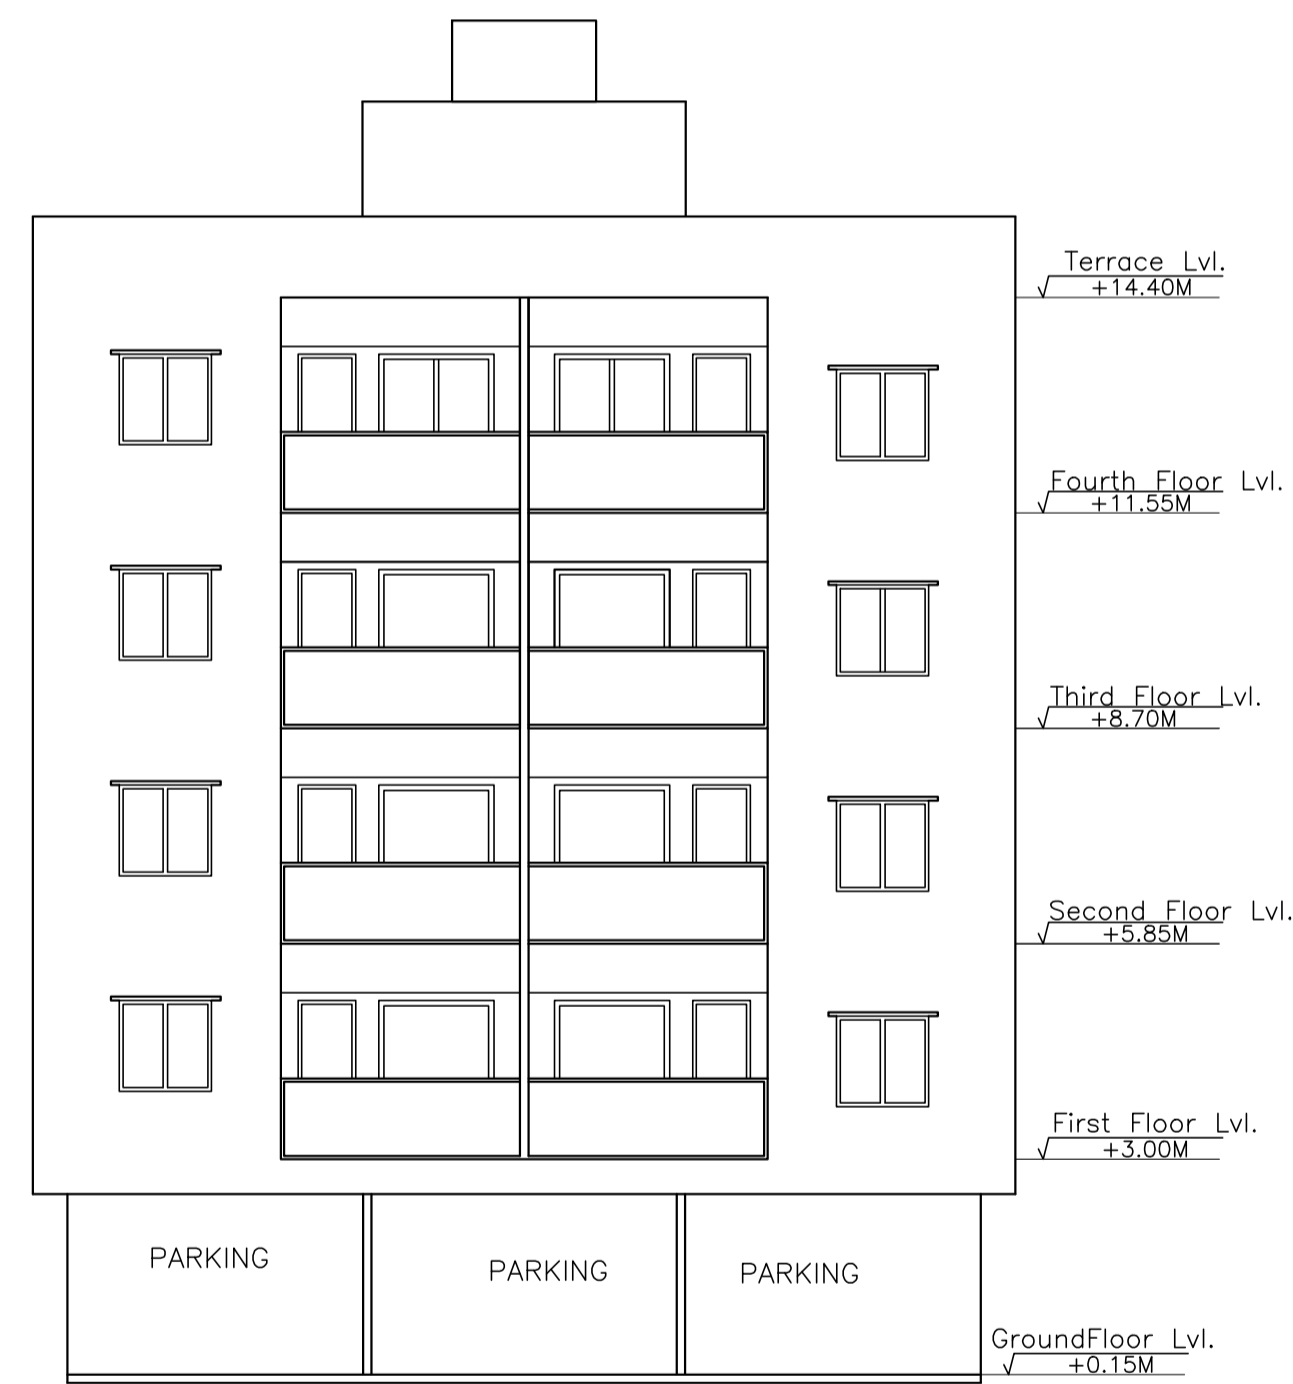 Terrace Lvl.
+14.40M
Fourth Floor Lvl.
+11.55M
Third Floor Lvl.
+8.70M
Second Floor Lvl.
+5.85M
First Floor Lvl.
+3.00M
PARKING
PARKING
PARKING
GroundFloor Lvl.
+0.15M